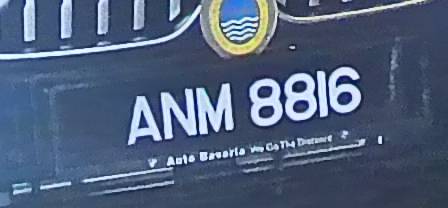 ANM 8816
Auto Bavaria We Go The Distance